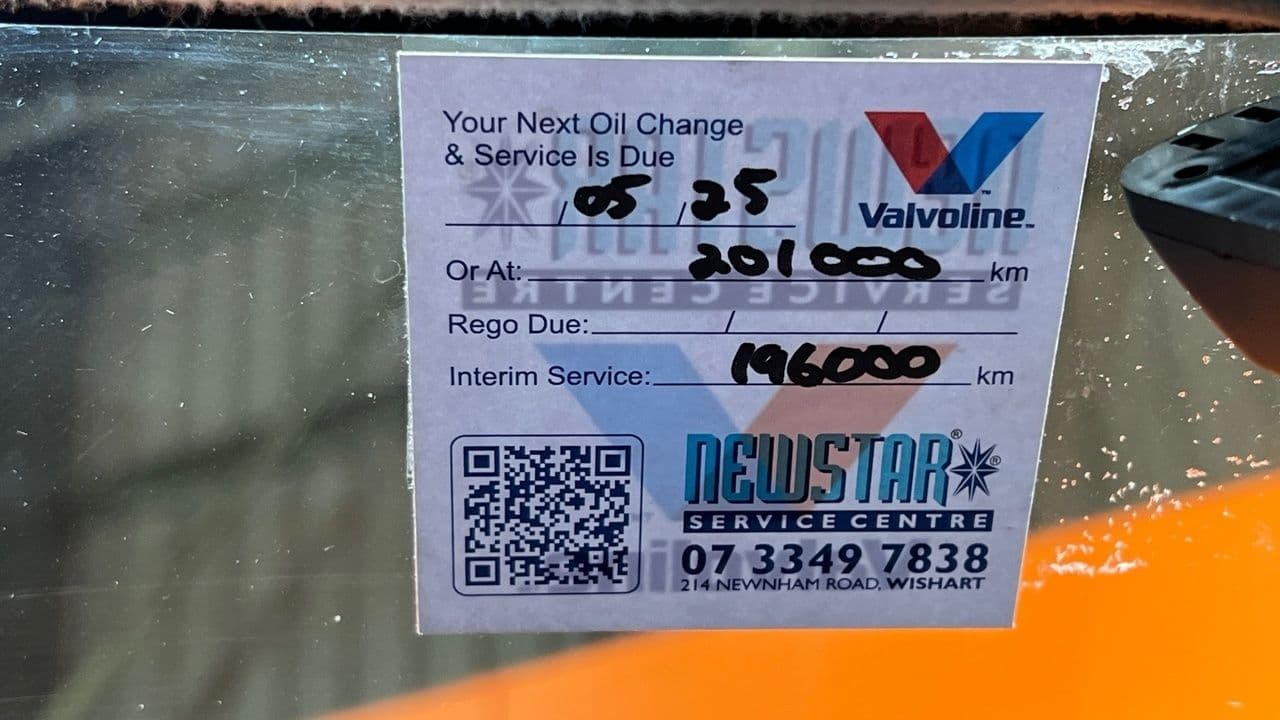 Your Next Oil Change
& Service Is Due
/05/25
Valvoline™
Or At: 201000 km
Rego Due: / /
Interim Service: 196000 km
NEWSTAR®
SERVICE CENTRE
07 3349 7838
214 NEWNHAM ROAD, WISHART